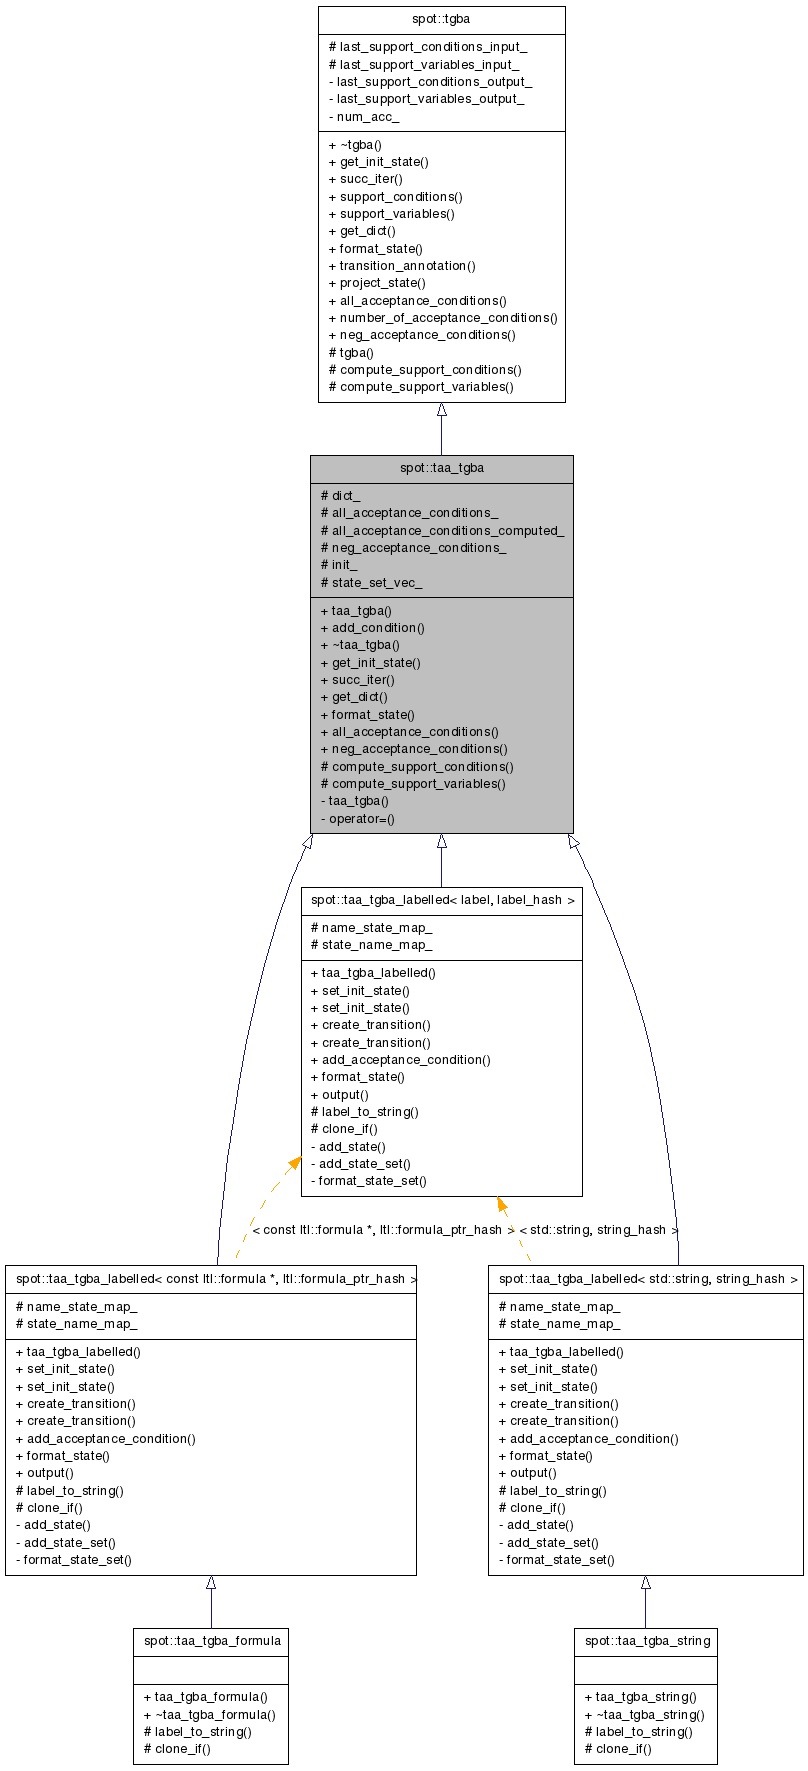 spot::tgba
# last_support_conditions_input_
# last_support_variables_input_
- last_support_conditions_output_
- last_support_variables_output_
- num_acc_
+ ~tgba()
+ get_init_state()
+ succ_iter()
+ support_conditions()
+ support_variables()
+ get_dict()
+ format_state()
+ transition_annotation()
+ project_state()
+ all_acceptance_conditions()
+ number_of_acceptance_conditions()
+ neg_acceptance_conditions()
# tgba()
# compute_support_conditions()
# compute_support_variables()
spot::taa_tgba
# dict_
# all_acceptance_conditions_
# all_acceptance_conditions_computed_
# neg_acceptance_conditions_
# init_
# state_set_vec_
+ taa_tgba()
+ add_condition()
+ ~taa_tgba()
+ get_init_state()
+ succ_iter()
+ get_dict()
+ format_state()
+ all_acceptance_conditions()
+ neg_acceptance_conditions()
# compute_support_conditions()
# compute_support_variables()
- taa_tgba()
- operator=()
spot::taa_tgba_labelled< label, label_hash >
# name_state_map_
# state_name_map_
+ taa_tgba_labelled()
+ set_init_state()
+ set_init_state()
+ create_transition()
+ create_transition()
+ add_acceptance_condition()
+ format_state()
+ output()
# label_to_string()
# clone_if()
- add_state()
- add_state_set()
- format_state_set()
< const ltl::formula *, ltl::formula_ptr_hash >
< std::string, string_hash >
spot::taa_tgba_labelled< const ltl::formula *, ltl::formula_ptr_hash >
# name_state_map_
# state_name_map_
+ taa_tgba_labelled()
+ set_init_state()
+ set_init_state()
+ create_transition()
+ create_transition()
+ add_acceptance_condition()
+ format_state()
+ output()
# label_to_string()
# clone_if()
- add_state()
- add_state_set()
- format_state_set()
spot::taa_tgba_labelled< std::string, string_hash >
# name_state_map_
# state_name_map_
+ taa_tgba_labelled()
+ set_init_state()
+ set_init_state()
+ create_transition()
+ create_transition()
+ add_acceptance_condition()
+ format_state()
+ output()
# label_to_string()
# clone_if()
- add_state()
- add_state_set()
- format_state_set()
spot::taa_tgba_formula
+ taa_tgba_formula()
+ ~taa_tgba_formula()
# label_to_string()
# clone_if()
spot::taa_tgba_string
+ taa_tgba_string()
+ ~taa_tgba_string()
# label_to_string()
# clone_if()